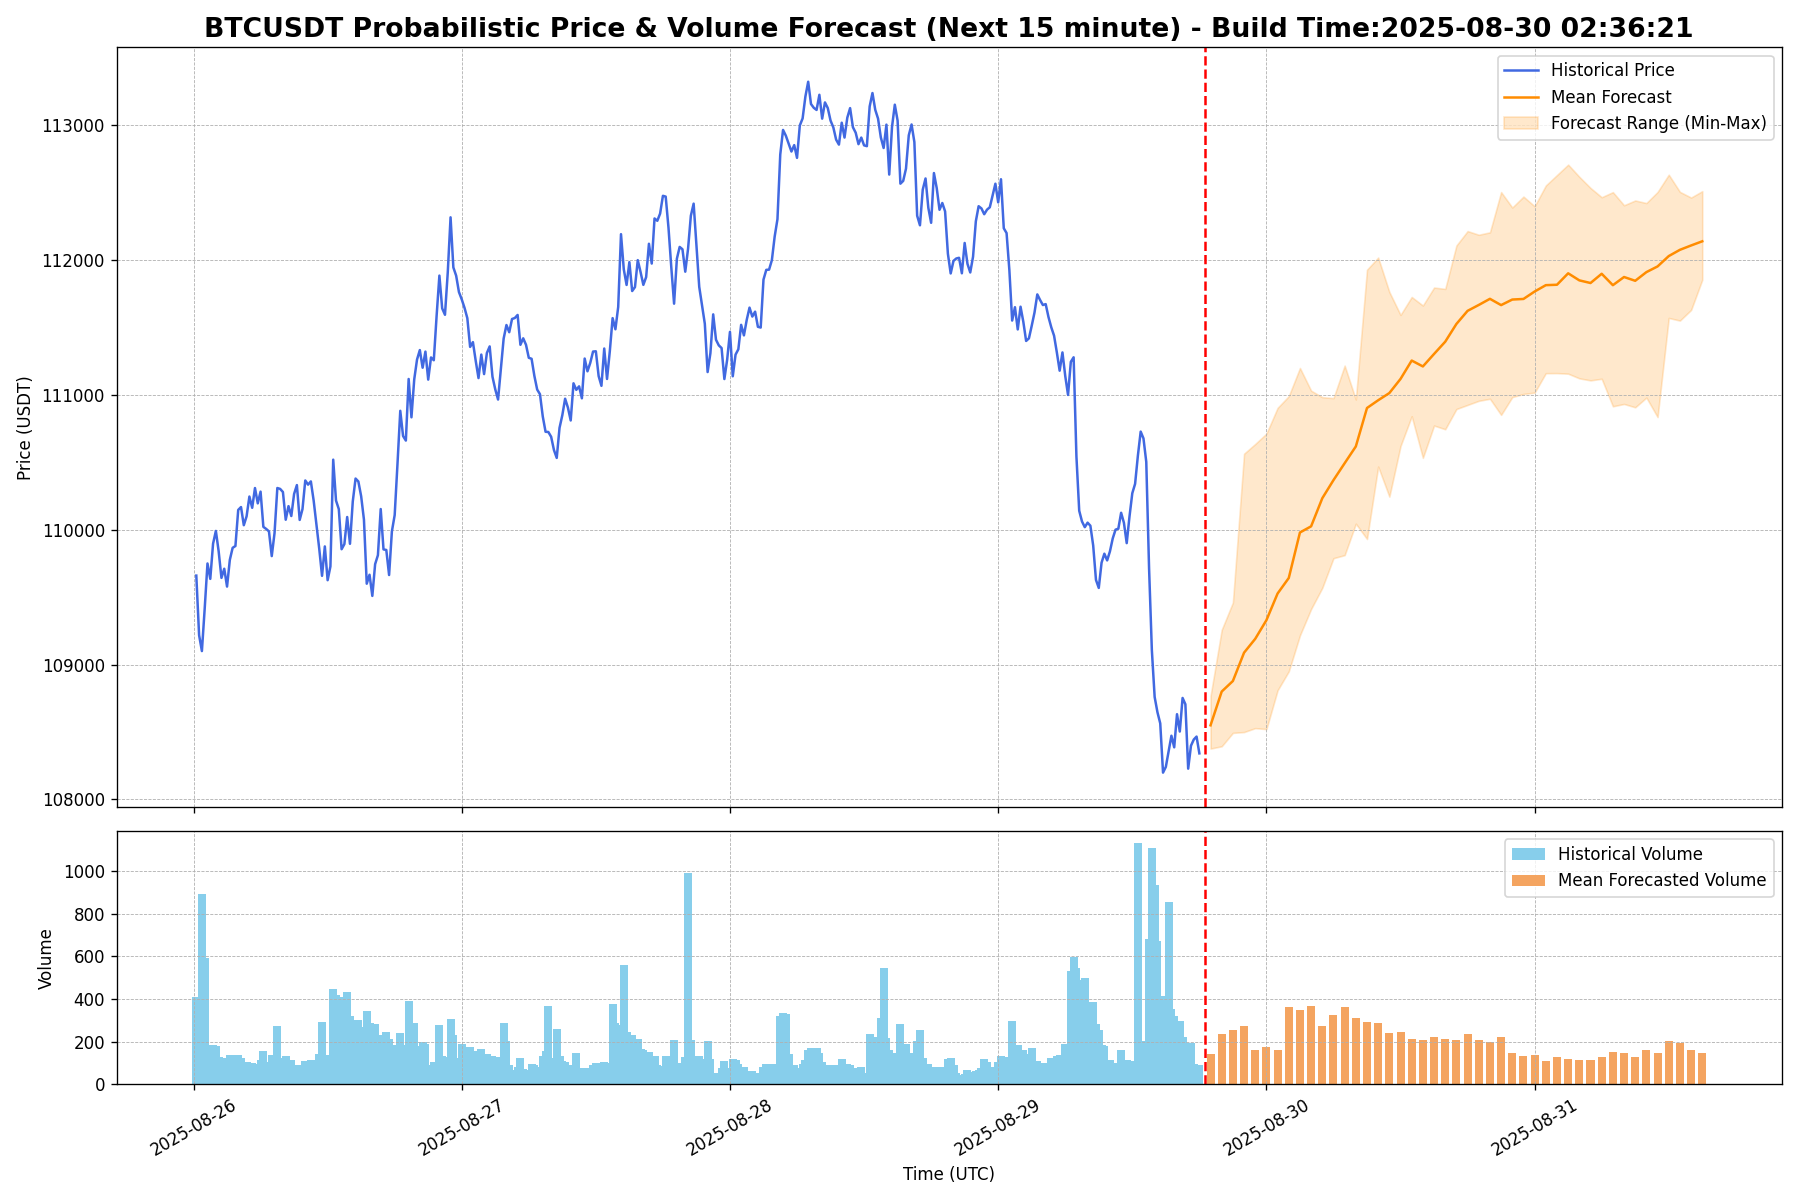 BTCUSDT Probabilistic Price & Volume Forecast (Next 15 minute) - Build Time:2025-08-30 02:36:21
Historical Price
Mean Forecast
Forecast Range (Min-Max)
Price (USDT)
113000
112000
111000
110000
109000
108000
Historical Volume
Mean Forecasted Volume
Volume
1000
800
600
400
200
0
2025-08-26
2025-08-27
2025-08-28
2025-08-29
2025-08-30
2025-08-31
Time (UTC)